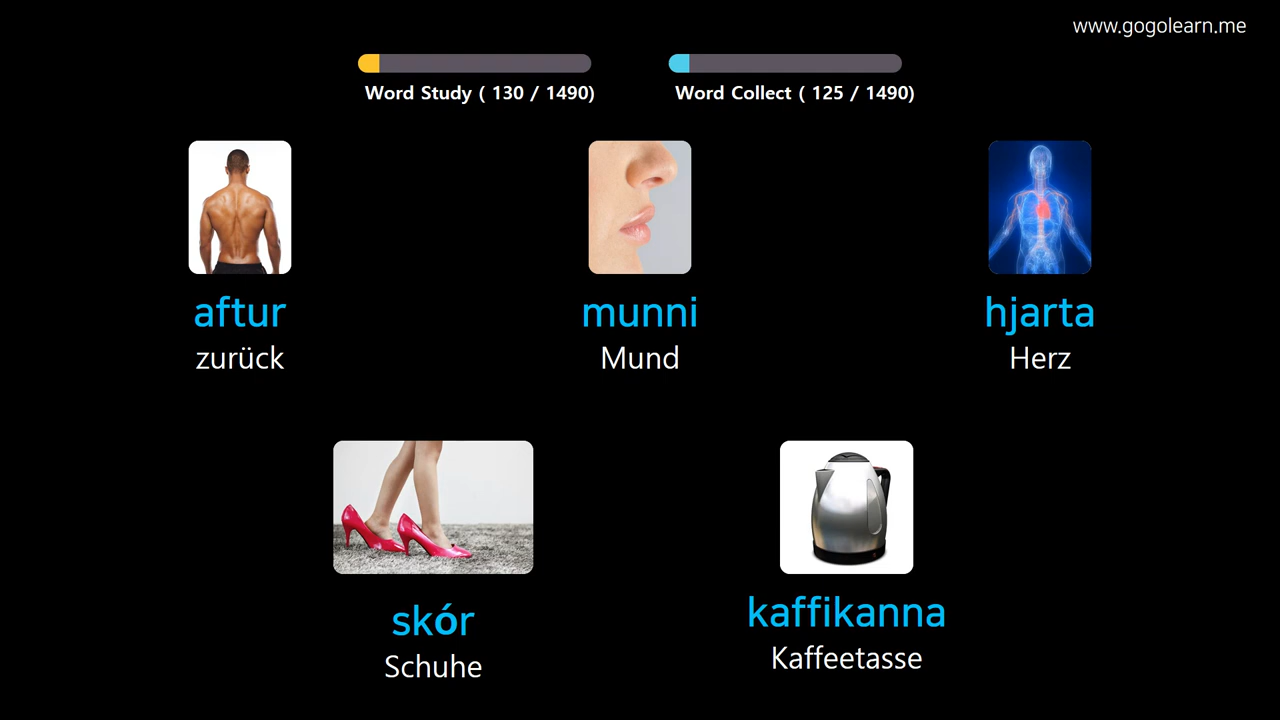 www.gogolearn.me
Word Study ( 130 / 1490)
Word Collect ( 125 / 1490)
aftur
zurück
munni
Mund
hjarta
Herz
skór
Schuhe
kaffikanna
Kaffeetasse